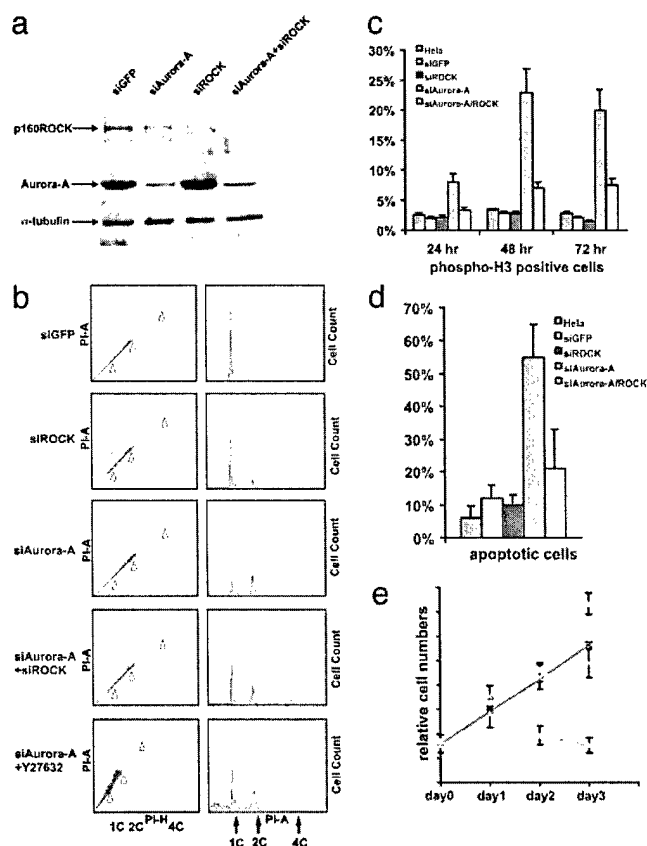 a
siGFP
siAurora-A
siROCK
siAurora-A+siROCK
p160ROCK
Aurora-A
α-tubulin
b
siGFP
PI-A
Cell Count
siROCK
PI-A
Cell Count
siAurora-A
PI-A
Cell Count
siAurora-A
+siROCK
PI-A
Cell Count
siAurora-A
+Y27632
PI-A
Cell Count
PI-H
1C 2C 4C
PI-A
1C 2C 4C
c
30%
25%
20%
15%
10%
5%
0%
Hela
siGFP
siROCK
siAurora-A
siAurora-A/ROCK
24 hr 48 hr 72 hr
phospho-H3 positive cells
d
70%
60%
50%
40%
30%
20%
10%
0%
Hela
siGFP
siROCK
siAurora-A
siAurora-A/ROCK
apoptotic cells
e
relative cell numbers
day0 day1 day2 day3